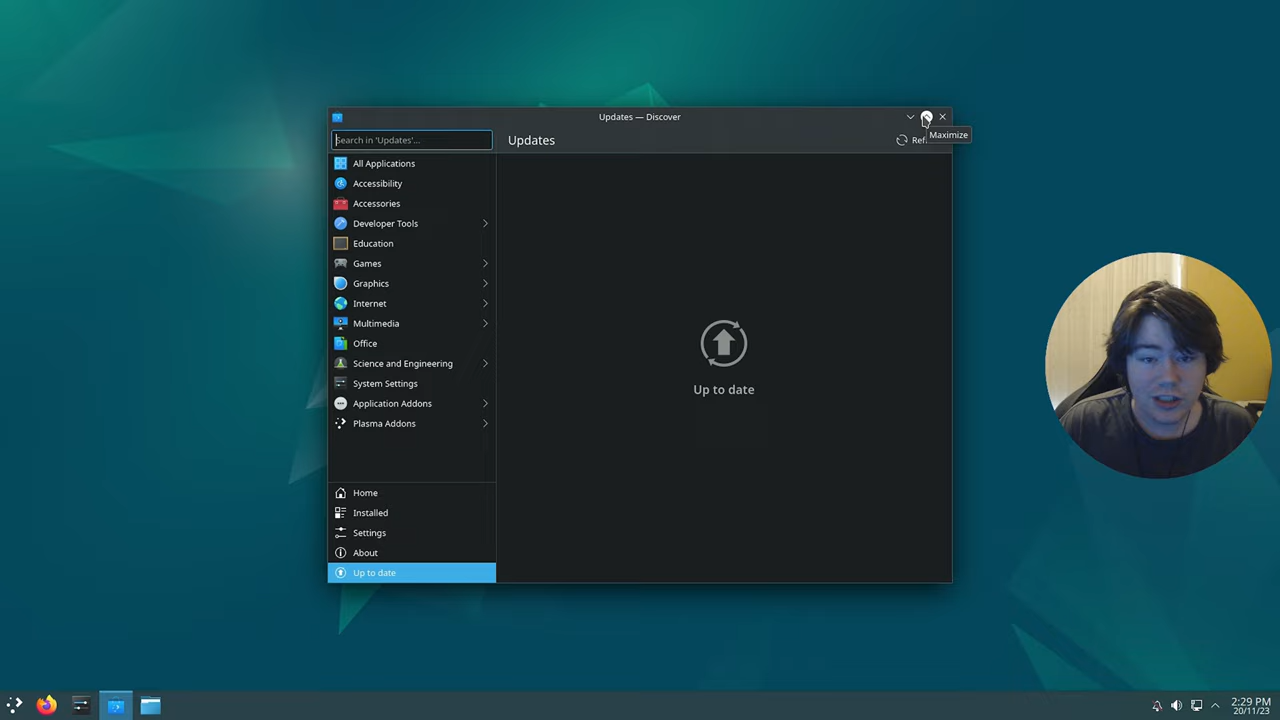 Updates — Discover
Search in 'Updates'...
Updates
Maximize
All Applications
Accessibility
Accessories
Developer Tools
Education
Games
Graphics
Internet
Multimedia
Office
Science and Engineering
System Settings
Application Addons
Plasma Addons
Up to date
Home
Installed
Settings
About
Up to date
2:29 PM
20/11/23